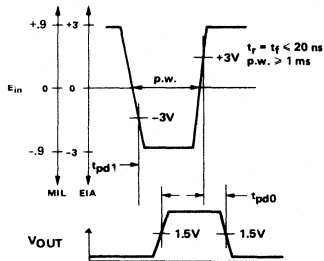 +.9 +3
tr = tf ≤ 20 ns
p.w. ≥ 1 ms
+3V
p.w.
Ein 0 0
−3V
−.9 −3
tpd1
tpd0
MIL EIA
VOUT
1.5V 1.5V